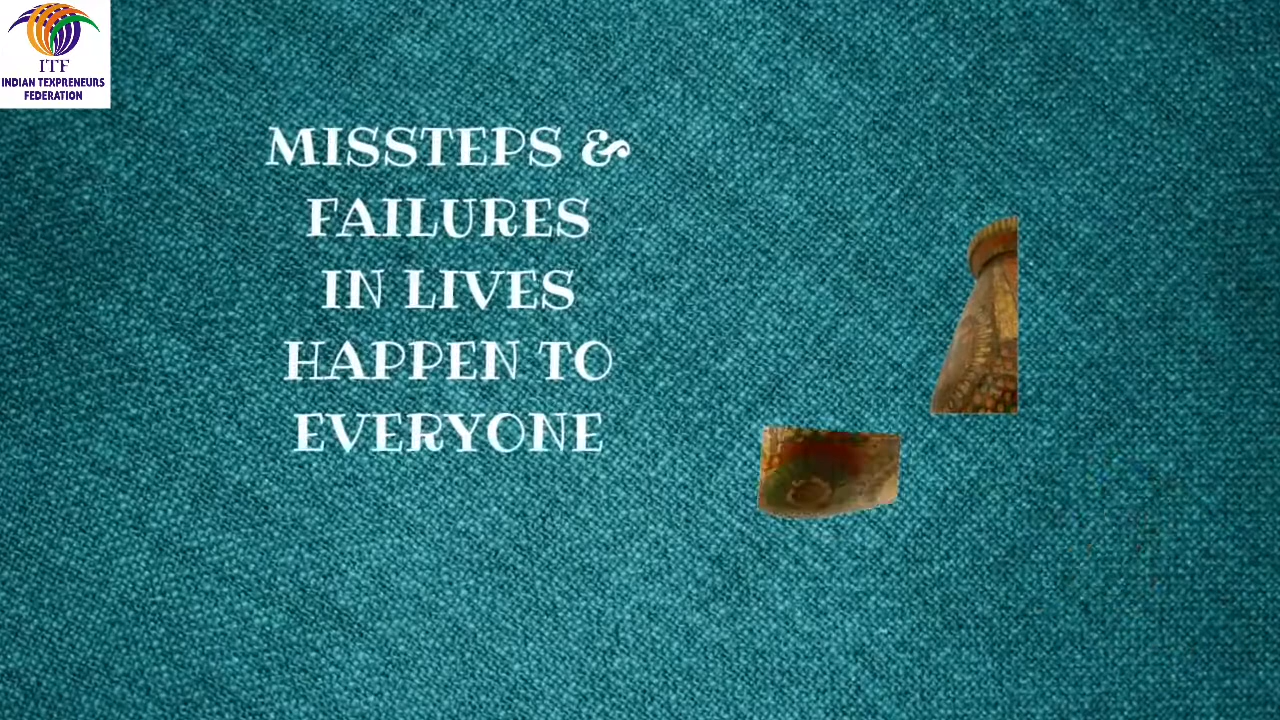 ITF
INDIAN TEXPRENEURS
FEDERATION
MISSTEPS &
FAILURES
IN LIVES
HAPPEN TO
EVERYONE